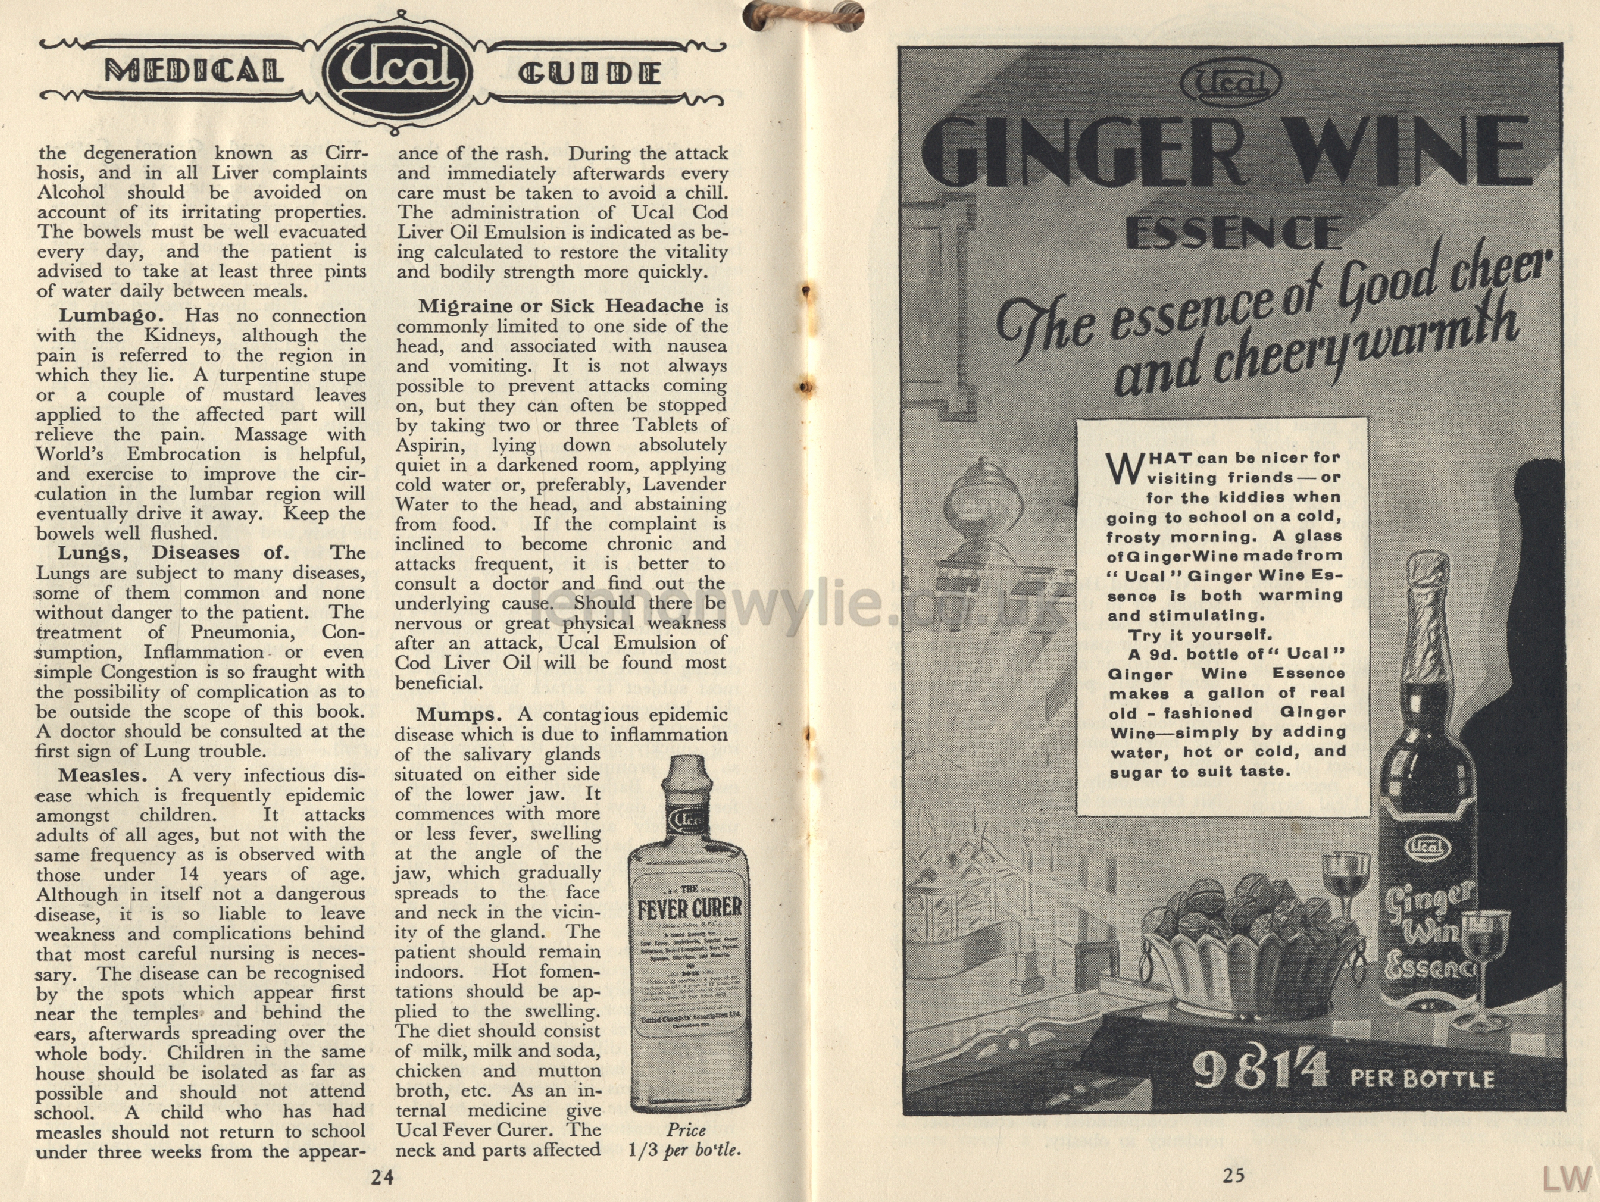 MEDICAL Ucal GUIDE
the degeneration known as Cirr-
hosis, and in all Liver complaints
Alcohol should be avoided on
account of its irritating properties.
The bowels must be well evacuated
every day, and the patient is
advised to take at least three pints
of water daily between meals.
Lumbago. Has no connection
with the Kidneys, although the
pain is referred to the region in
which they lie. A turpentine stupe
or a couple of mustard leaves
applied to the affected part will
relieve the pain. Massage with
World's Embrocation is helpful,
and exercise to improve the cir-
culation in the lumbar region will
eventually drive it away. Keep the
bowels well flushed.
Lungs, Diseases of. The
Lungs are subject to many diseases,
some of them common and none
without danger to the patient. The
treatment of Pneumonia, Con-
sumption, Inflammation or even
simple Congestion is so fraught with
the possibility of complication as to
be outside the scope of this book.
A doctor should be consulted at the
first sign of Lung trouble.
Measles. A very infectious dis-
ease which is frequently epidemic
amongst children. It attacks
adults of all ages, but not with the
same frequency as is observed with
those under 14 years of age.
Although in itself not a dangerous
disease, it is so liable to leave
weakness and complications behind
that most careful nursing is neces-
sary. The disease can be recognised
by the spots which appear first
near the temples and behind the
ears, afterwards spreading over the
whole body. Children in the same
house should be isolated as far as
possible and should not attend
school. A child who has had
measles should not return to school
under three weeks from the appear-
ance of the rash. During the attack
and immediately afterwards every
care must be taken to avoid a chill.
The administration of Ucal Cod
Liver Oil Emulsion is indicated as be-
ing calculated to restore the vitality
and bodily strength more quickly.
Migraine or Sick Headache is
commonly limited to one side of the
head, and associated with nausea
and vomiting. It is not always
possible to prevent attacks coming
on, but they can often be stopped
by taking two or three Tablets of
Aspirin, lying down absolutely
quiet in a darkened room, applying
cold water or, preferably, Lavender
Water to the head, and abstaining
from food. If the complaint is
inclined to become chronic and
attacks frequent, it is better to
consult a doctor and find out the
underlying cause. Should there be
nervous or great physical weakness
after an attack, Ucal Emulsion of
Cod Liver Oil will be found most
beneficial.
Mumps. A contagious epidemic
disease which is due to inflammation
of the salivary glands
situated on either side
of the lower jaw. It
commences with more
or less fever, swelling
at the angle of the
jaw, which gradually
spreads to the face
and neck in the vicin-
ity of the gland. The
patient should remain
indoors. Hot fomen-
tations should be ap-
plied to the swelling.
The diet should consist
of milk, milk and soda,
chicken and mutton
broth, etc. As an in-
ternal medicine give
Ucal Fever Curer. The
neck and parts affected
Ucal
THE
FEVER CURER
Price
1/3 per bo'tle.
24
Ucal
GINGER WINE
ESSENCE
The essence of Good cheer
and cheery warmth
WHAT can be nicer for
visiting friends—or
for the kiddies when
going to school on a cold,
frosty morning. A glass
of Ginger Wine made from
"Ucal" Ginger Wine Es-
sence is both warming
and stimulating.
Try it yourself.
A 9d. bottle of "Ucal"
Ginger Wine Essence
makes a gallon of real
old-fashioned Ginger
Wine—simply by adding
water, hot or cold, and
sugar to suit taste.
Ucal
Ginger
Wine
Essence
9 & 1/4 PER BOTTLE
25
lennonwylie.co.uk
LW